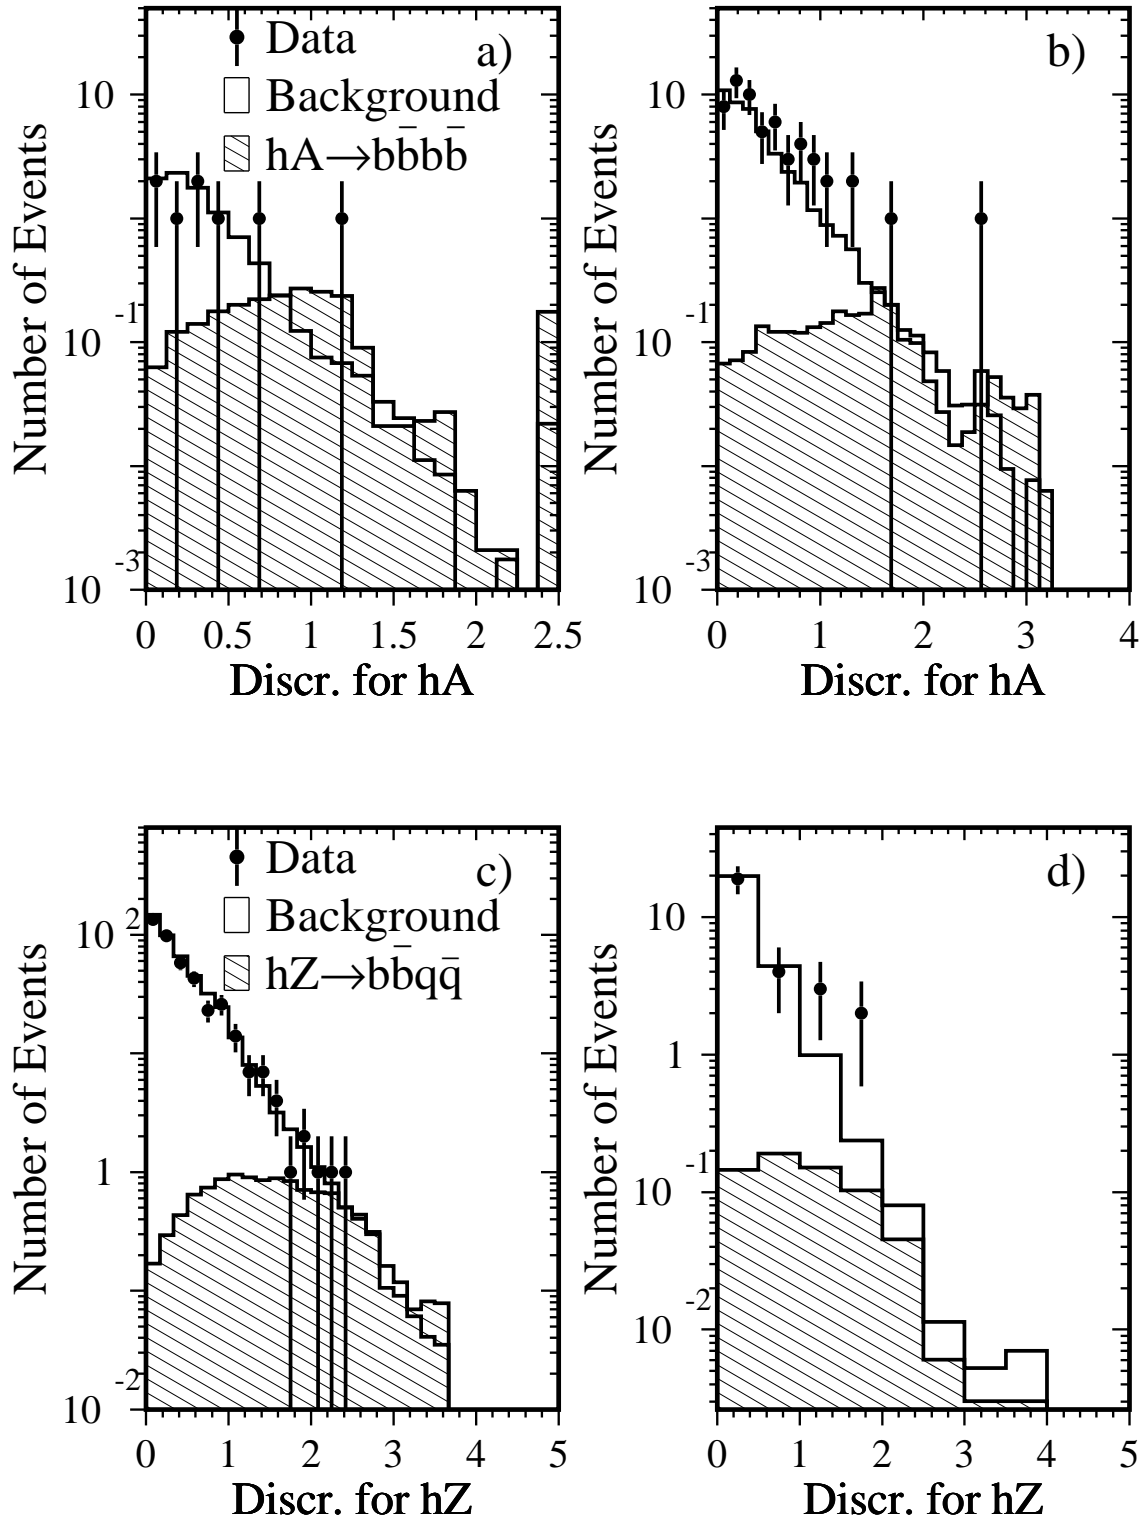 Data
a)
Background
hA→bb̄bb̄
Number of Events
10
10 -1
10 -3
0 0.5 1 1.5 2 2.5
Discr. for hA
b)
Number of Events
10
10 -1
10 -3
0 1 2 3 4
Discr. for hA
Data
c)
Background
hZ→bb̄qq̄
Number of Events
10 2
1
10 -2
0 1 2 3 4 5
Discr. for hZ
d)
Number of Events
10
1
10 -1
10 -2
0 1 2 3 4 5
Discr. for hZ